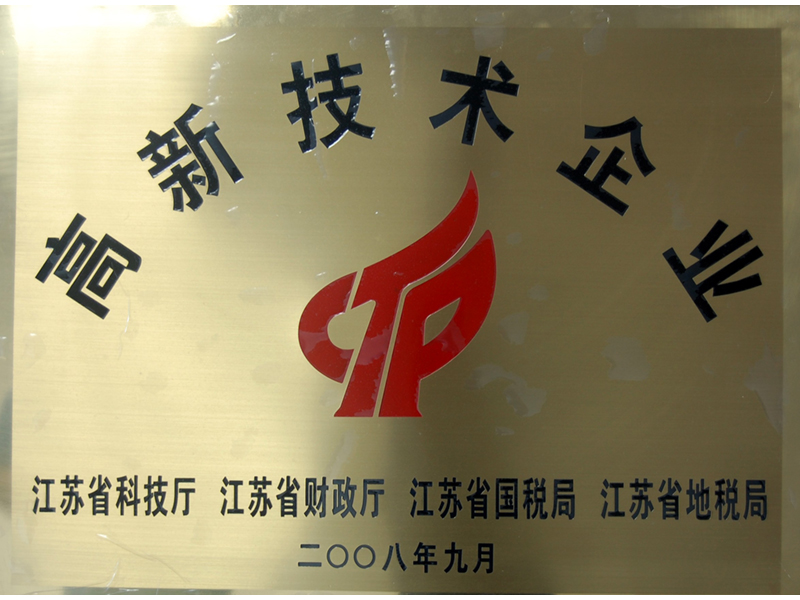 高新技术企业
江苏省科技厅 江苏省财政厅 江苏省国税局 江苏省地税局
二〇〇八年九月